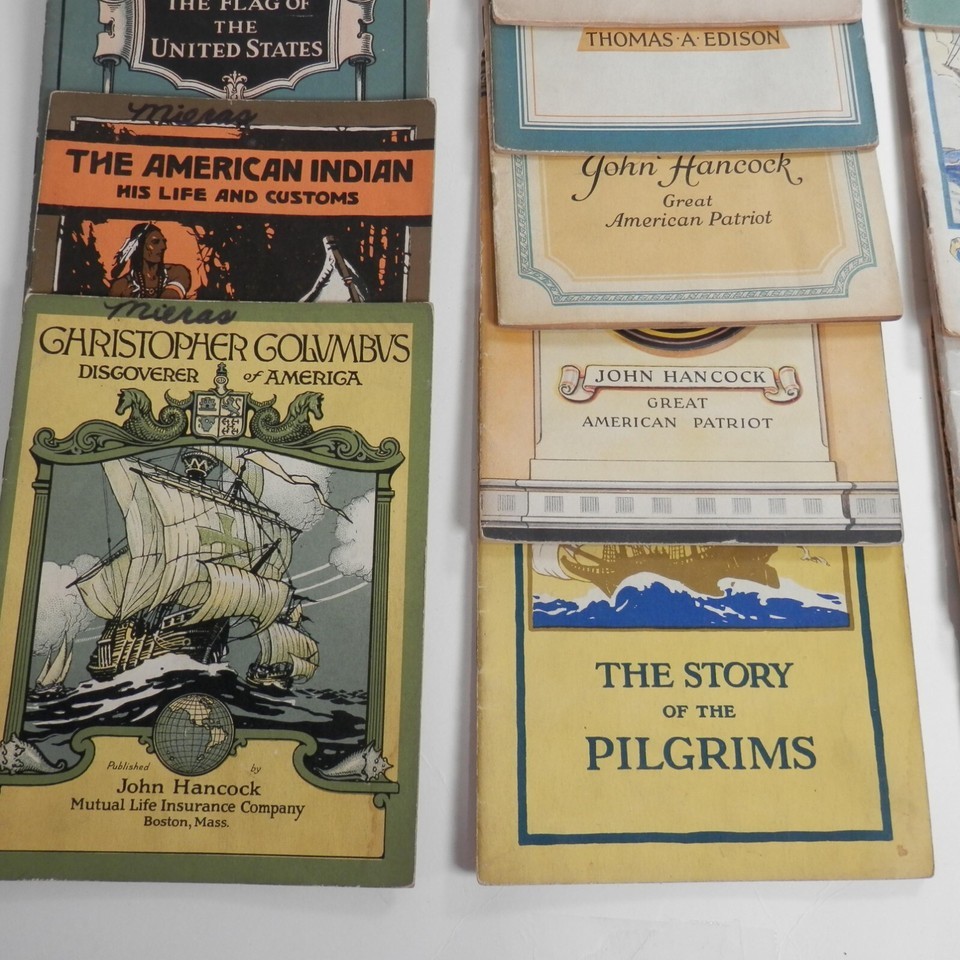 THE FLAG OF
THE
UNITED STATES
Mieras
THE AMERICAN INDIAN
HIS LIFE AND CUSTOMS
Mieras
CHRISTOPHER COLVMBVS
DISCOVERER of AMERICA
Published by
John Hancock
Mutual Life Insurance Company
Boston, Mass.
THOMAS·A·EDISON
John Hancock
Great
American Patriot
JOHN HANCOCK
GREAT
AMERICAN PATRIOT
THE STORY
OF THE
PILGRIMS